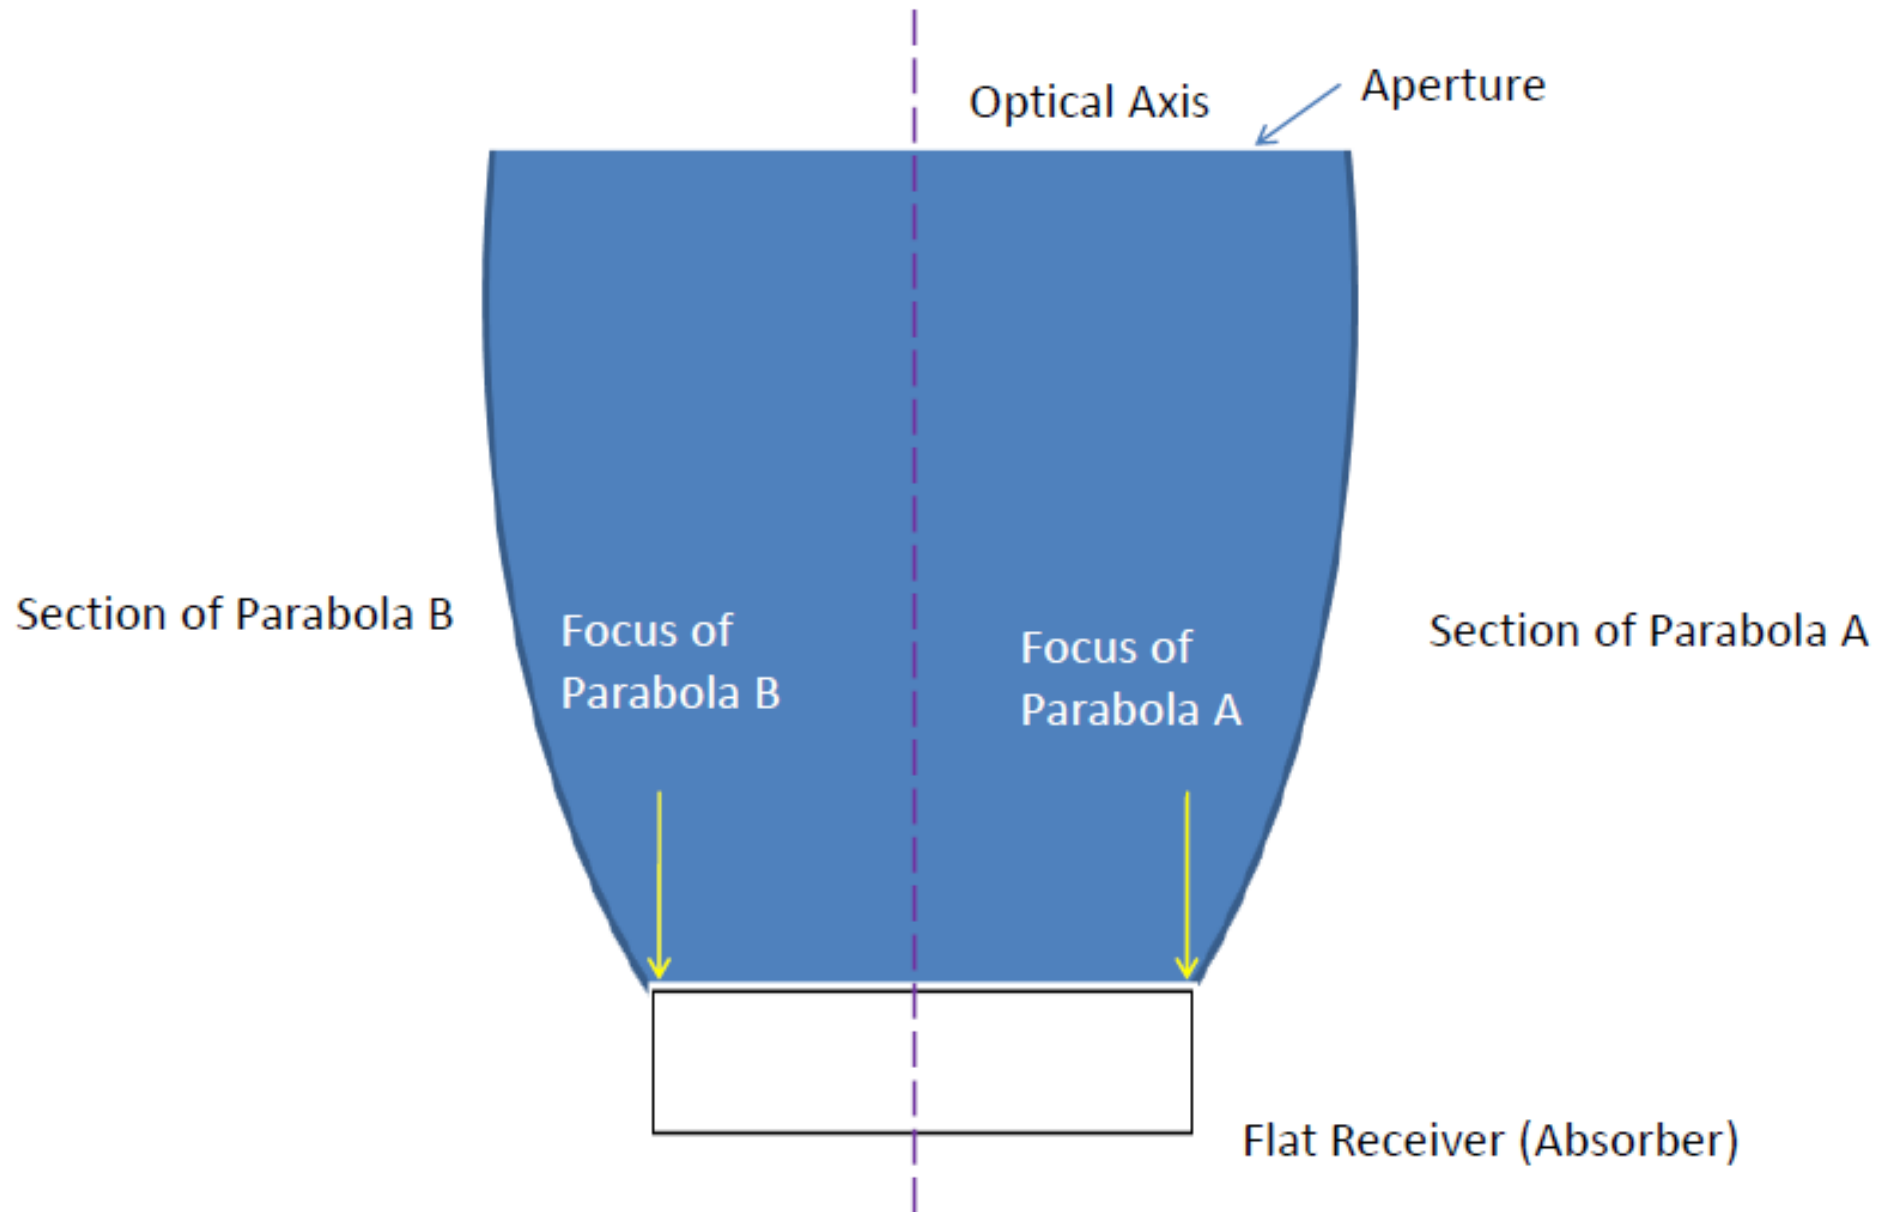 Optical Axis
Aperture
Section of Parabola B
Focus of
Parabola B
Focus of
Parabola A
Section of Parabola A
Flat Receiver (Absorber)